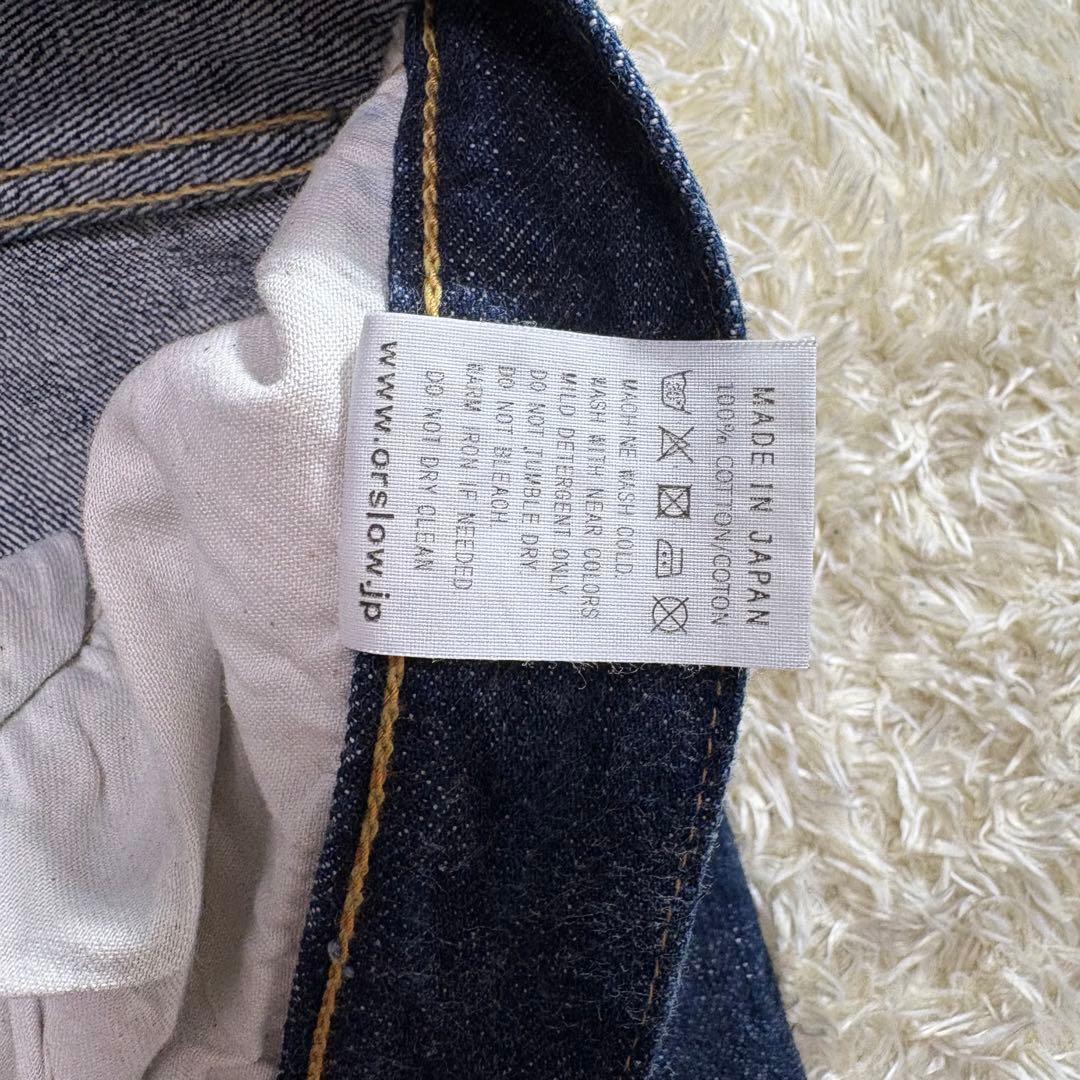 MADE IN JAPAN
100% COTTON/COTON
MACHINE WASH COLD.
WASH WITH NEAR COLORS
MILD DETERGENT ONLY
DO NOT TUMBLE DRY.
DO NOT BLEACH.
WARM IRON IF NEEDED
DO NOT DRY CLEAN
www.orslow.jp